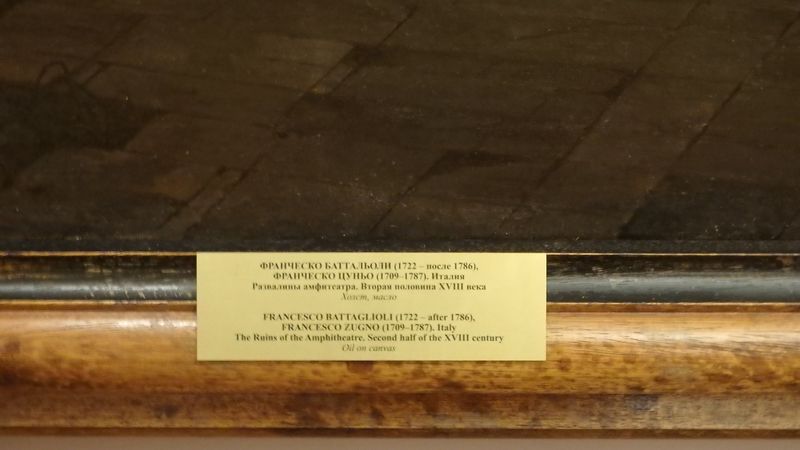 ФРАНЧЕСКО БАТТАЛЬОЛИ (1722 – после 1786),
ФРАНЧЕСКО ЦУНЬО (1709–1787). Италия
Развалины амфитеатра. Вторая половина XVIII века
Холст, масло
FRANCESCO BATTAGLIOLI (1722 – after 1786),
FRANCESCO ZUGNO (1709–1787). Italy
The Ruins of the Amphitheatre. Second half of the XVIII century
Oil on canvas